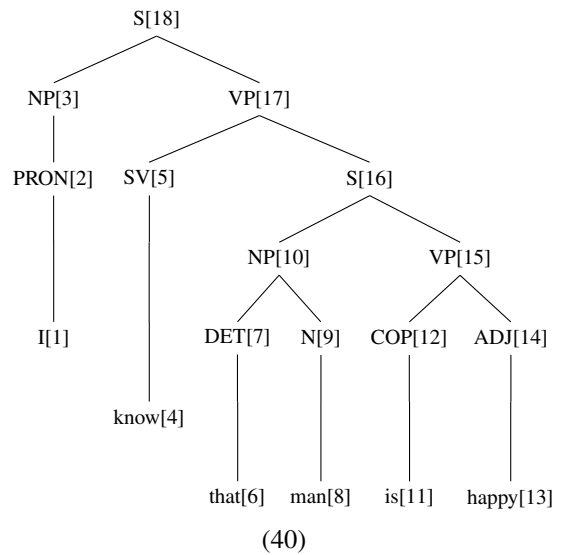 S[18]
NP[3] VP[17]
PRON[2] SV[5] S[16]
NP[10] VP[15]
I[1] DET[7] N[9] COP[12] ADJ[14]
know[4]
that[6] man[8] is[11] happy[13]
(40)